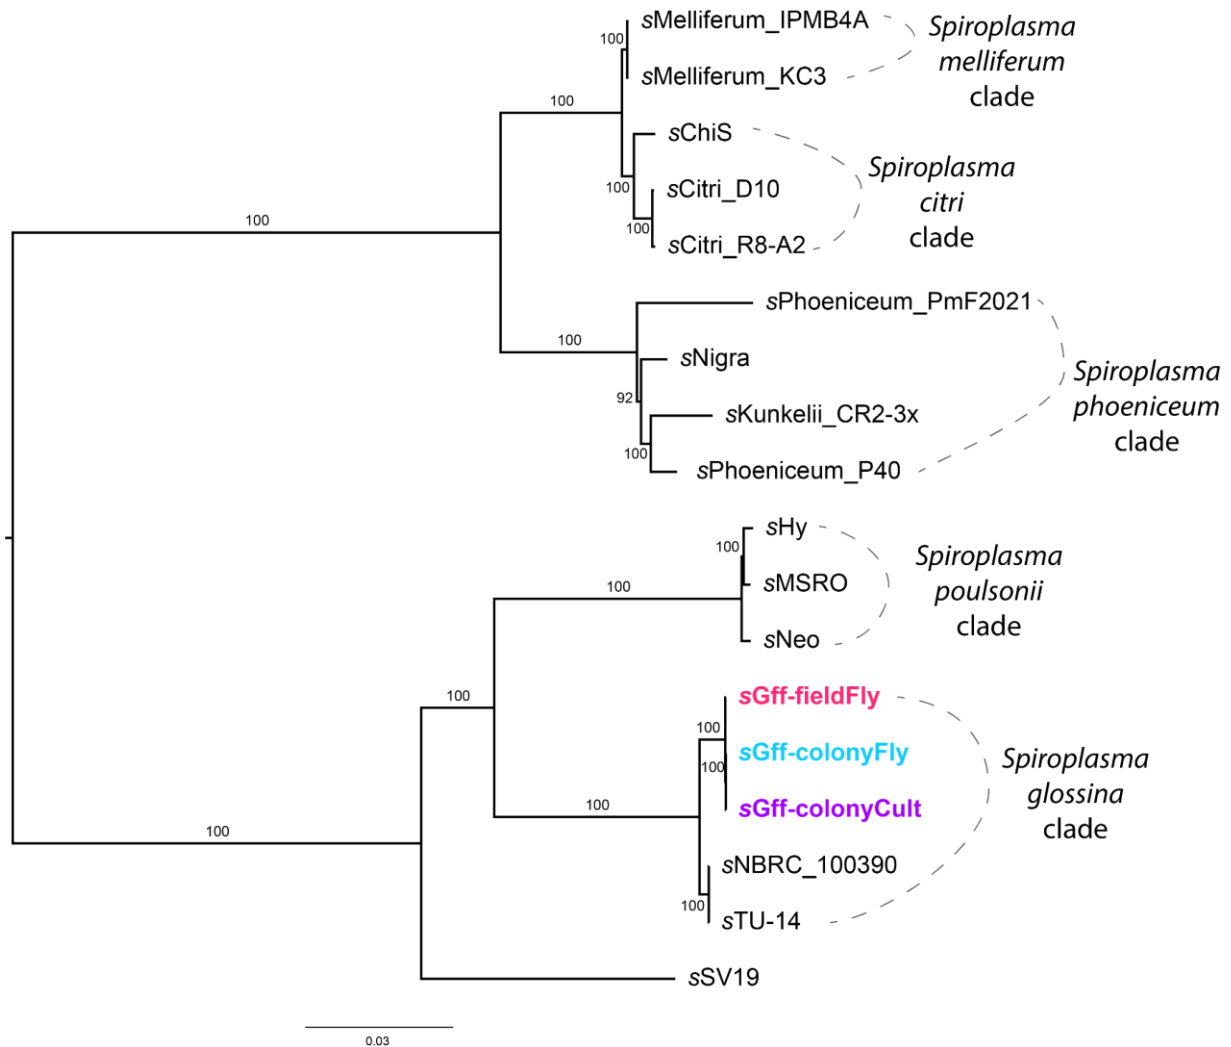 sMelliferum_IPMB4A
100
sMelliferum_KC3
Spiroplasma
melliferum
clade
100
sChiS
100
sCitri_D10
100
sCitri_R8-A2
Spiroplasma
citri
clade
100
sPhoeniceum_PmF2021
100
sNigra
92
sKunkelii_CR2-3x
100
sPhoeniceum_P40
Spiroplasma
phoeniceum
clade
sHy
100
sMSRO
100
sNeo
Spiroplasma
poulsonii
clade
100
sGff-fieldFly
100
sGff-colonyFly
100
sGff-colonyCult
100
sNBRC_100390
100
sTU-14
Spiroplasma
glossina
clade
100
sSV19
0.03